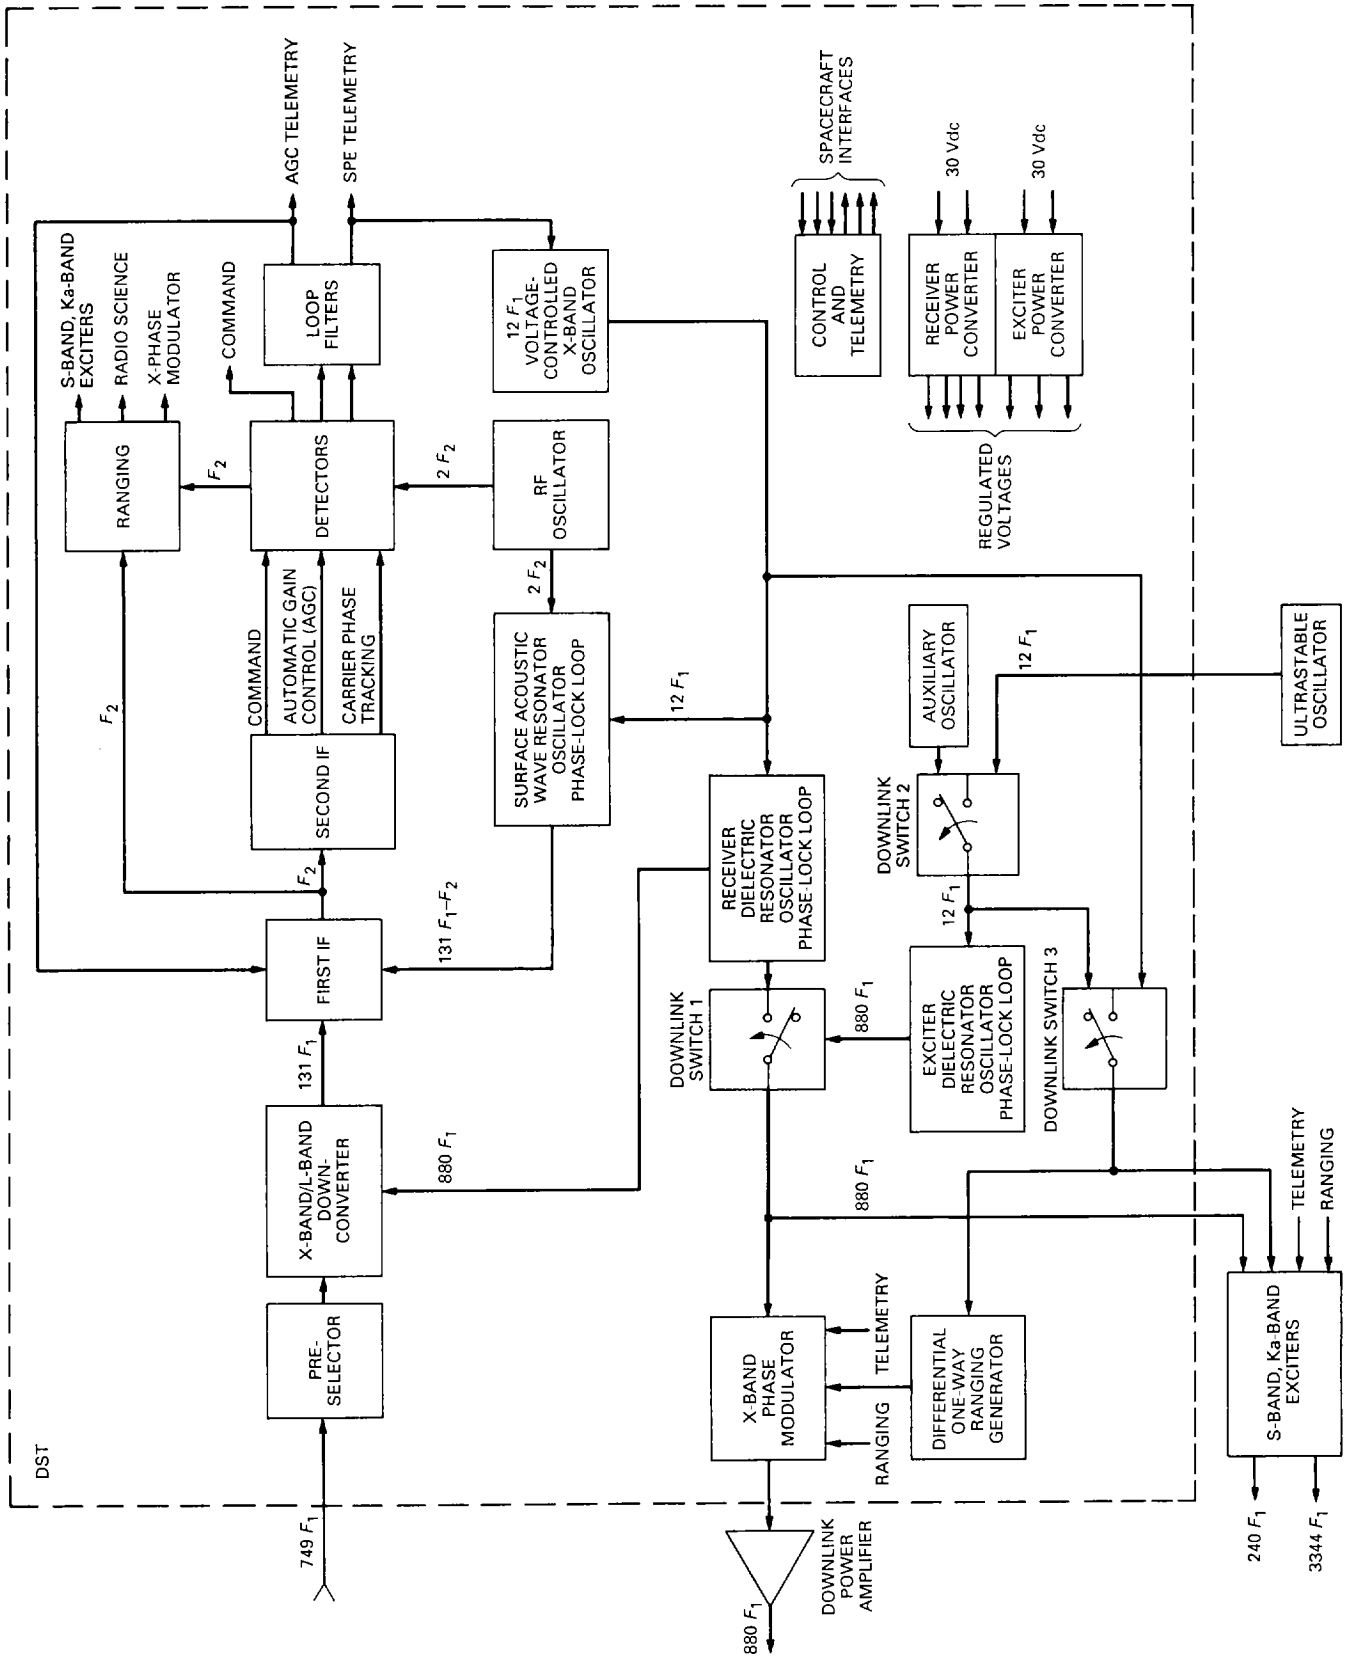 DST
749 F1
PRE-
SELECTOR
X-BAND/L-BAND
DOWN-
CONVERTER
131 F1
FIRST IF
F2
F2
SECOND IF
COMMAND
AUTOMATIC GAIN
CONTROL (AGC)
CARRIER PHASE
TRACKING
DETECTORS
F2
RANGING
S-BAND, Ka-BAND
EXCITERS
RADIO SCIENCE
X-PHASE
MODULATOR
COMMAND
LOOP
FILTERS
AGC TELEMETRY
SPE TELEMETRY
880 F1
131 F1–F2
SURFACE ACOUSTIC
WAVE RESONATOR
OSCILLATOR
PHASE-LOCK LOOP
2 F2
RF
OSCILLATOR
2 F2
12 F1
VOLTAGE-
CONTROLLED
X-BAND
OSCILLATOR
12 F1
880 F1
DOWNLINK
POWER
AMPLIFIER
X-BAND
PHASE
MODULATOR
RANGING
TELEMETRY
DIFFERENTIAL
ONE-WAY
RANGING
GENERATOR
880 F1
DOWNLINK
SWITCH 1
RECEIVER
DIELECTRIC
RESONATOR
OSCILLATOR
PHASE-LOCK LOOP
880 F1
EXCITER
DIELECTRIC
RESONATOR
OSCILLATOR
PHASE-LOCK LOOP
12 F1
DOWNLINK
SWITCH 2
AUXILIARY
OSCILLATOR
12 F1
DOWNLINK SWITCH 3
ULTRASTABLE
OSCILLATOR
REGULATED
VOLTAGES
CONTROL
AND
TELEMETRY
SPACECRAFT
INTERFACES
RECEIVER
POWER
CONVERTER
30 Vdc
EXCITER
POWER
CONVERTER
30 Vdc
240 F1
3344 F1
S-BAND, Ka-BAND
EXCITERS
TELEMETRY
RANGING